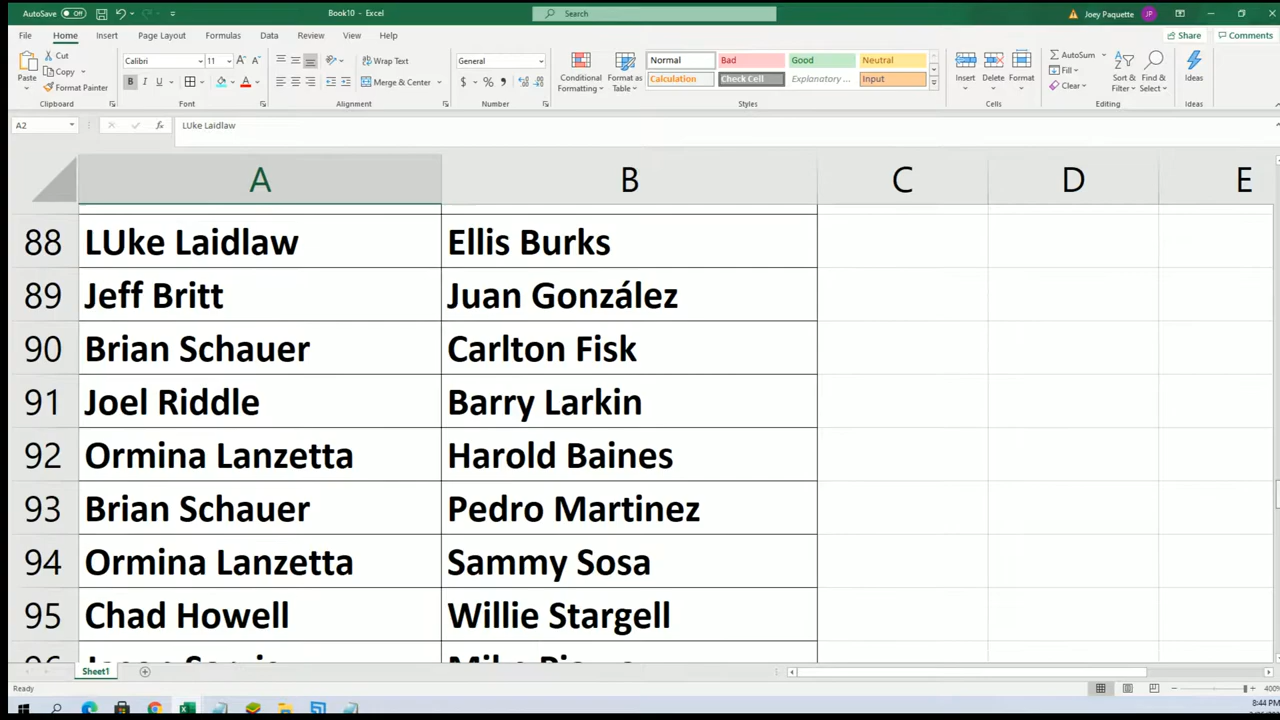 AutoSave Off
Book10 - Excel
Search
Joey Paquette JP
File Home Insert Page Layout Formulas Data Review View Help
Share Comments
Paste Cut Copy Format Painter
Clipboard
Calibri 11
B I U
Font
Wrap Text
Merge & Center
Alignment
General
$ % ,
Number
Conditional Formatting
Format as Table
Normal Bad Good Neutral
Calculation Check Cell Explanatory ... Input
Styles
Insert Delete Format
Cells
AutoSum
Fill
Clear
Sort & Filter
Find & Select
Editing
Ideas
Ideas
A2 fx LUke Laidlaw
A B C D E
88 LUke Laidlaw Ellis Burks
89 Jeff Britt Juan González
90 Brian Schauer Carlton Fisk
91 Joel Riddle Barry Larkin
92 Ormina Lanzetta Harold Baines
93 Brian Schauer Pedro Martinez
94 Ormina Lanzetta Sammy Sosa
95 Chad Howell Willie Stargell
Sheet1
Ready
400%
8:44 PM